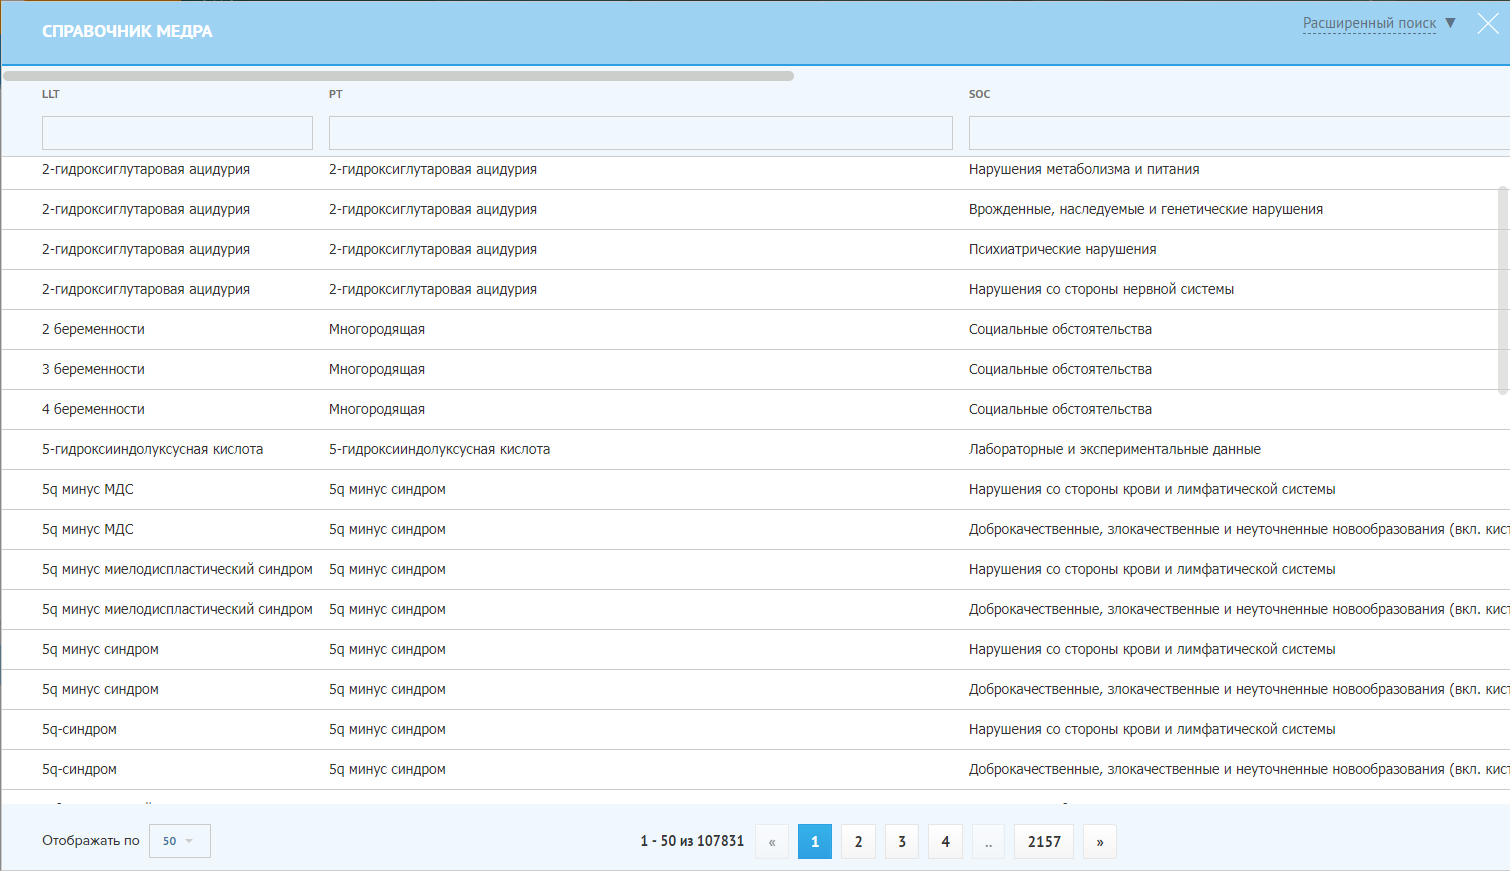 СПРАВОЧНИК МЕДРА
Расширенный поиск ▼
LLT PT SOC
2-гидроксиглутаровая ацидурия 2-гидроксиглутаровая ацидурия Нарушения метаболизма и питания
2-гидроксиглутаровая ацидурия 2-гидроксиглутаровая ацидурия Врожденные, наследуемые и генетические нарушения
2-гидроксиглутаровая ацидурия 2-гидроксиглутаровая ацидурия Психиатрические нарушения
2-гидроксиглутаровая ацидурия 2-гидроксиглутаровая ацидурия Нарушения со стороны нервной системы
2 беременности Многородящая Социальные обстоятельства
3 беременности Многородящая Социальные обстоятельства
4 беременности Многородящая Социальные обстоятельства
5-гидроксииндолуксусная кислота 5-гидроксииндолуксусная кислота Лабораторные и экспериментальные данные
5q минус МДС 5q минус синдром Нарушения со стороны крови и лимфатической системы
5q минус МДС 5q минус синдром Доброкачественные, злокачественные и неуточненные новообразования (вкл. кист
5q минус миелодиспластический синдром 5q минус синдром Нарушения со стороны крови и лимфатической системы
5q минус миелодиспластический синдром 5q минус синдром Доброкачественные, злокачественные и неуточненные новообразования (вкл. кист
5q минус синдром 5q минус синдром Нарушения со стороны крови и лимфатической системы
5q минус синдром 5q минус синдром Доброкачественные, злокачественные и неуточненные новообразования (вкл. кист
5q-синдром 5q минус синдром Нарушения со стороны крови и лимфатической системы
5q-синдром 5q минус синдром Доброкачественные, злокачественные и неуточненные новообразования (вкл. кист
Отображать по 50 1 - 50 из 107831 « 1 2 3 4 .. 2157 »